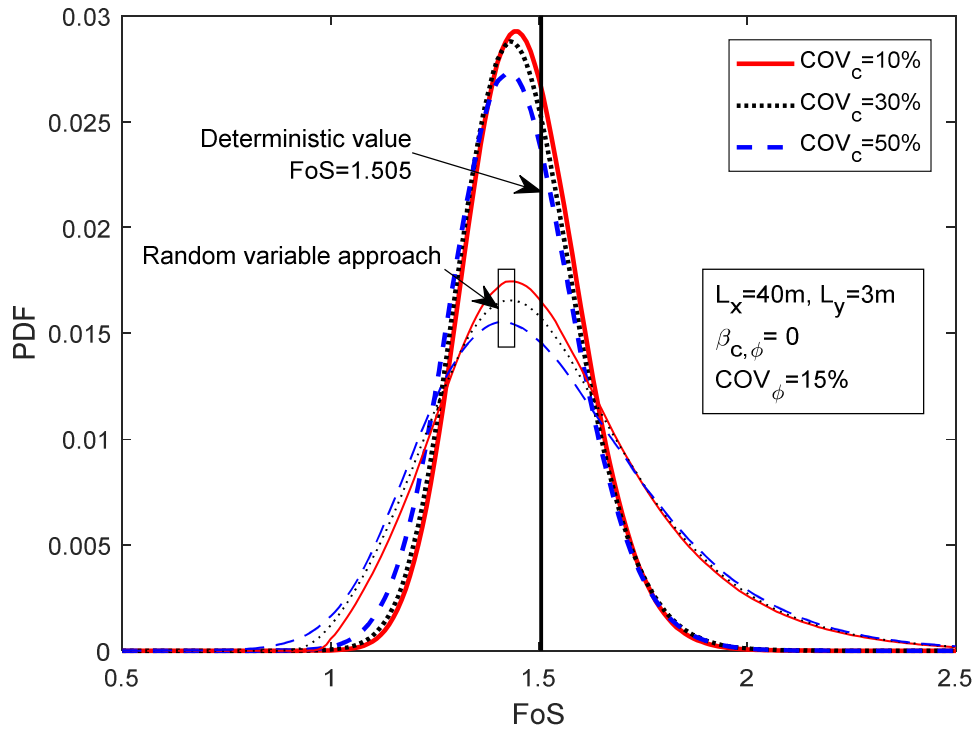 0.03
0.025
0.02
0.015
0.01
0.005
0
PDF
COV_c=10%
COV_c=30%
COV_c=50%
Deterministic value
FoS=1.505
Random variable approach
L_x=40m, L_y=3m
β_c,ϕ= 0
COV_ϕ=15%
0.5 1 1.5 2 2.5
FoS